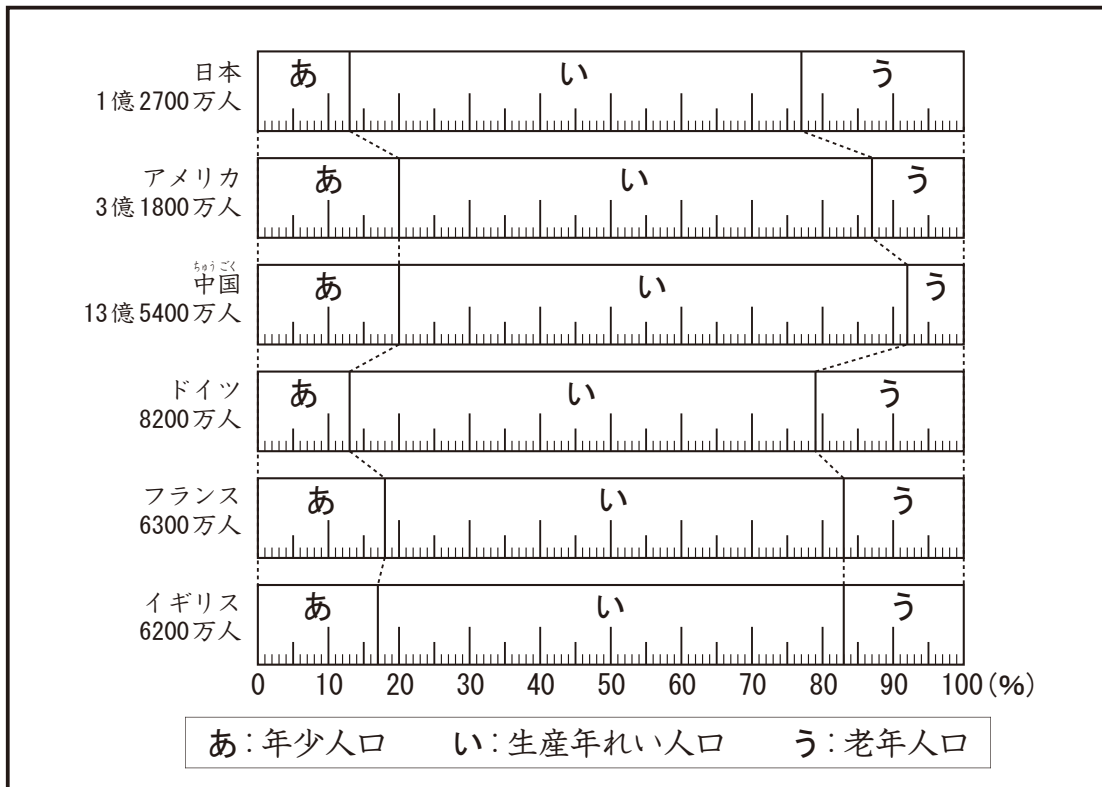 日本
1億2700万人
あ い う
アメリカ
3億1800万人
あ い う
ちゅうごく
中国
13億5400万人
あ い う
ドイツ
8200万人
あ い う
フランス
6300万人
あ い う
イギリス
6200万人
あ い う
0 10 20 30 40 50 60 70 80 90 100(%)
あ:年少人口 い:生産年れい人口 う:老年人口